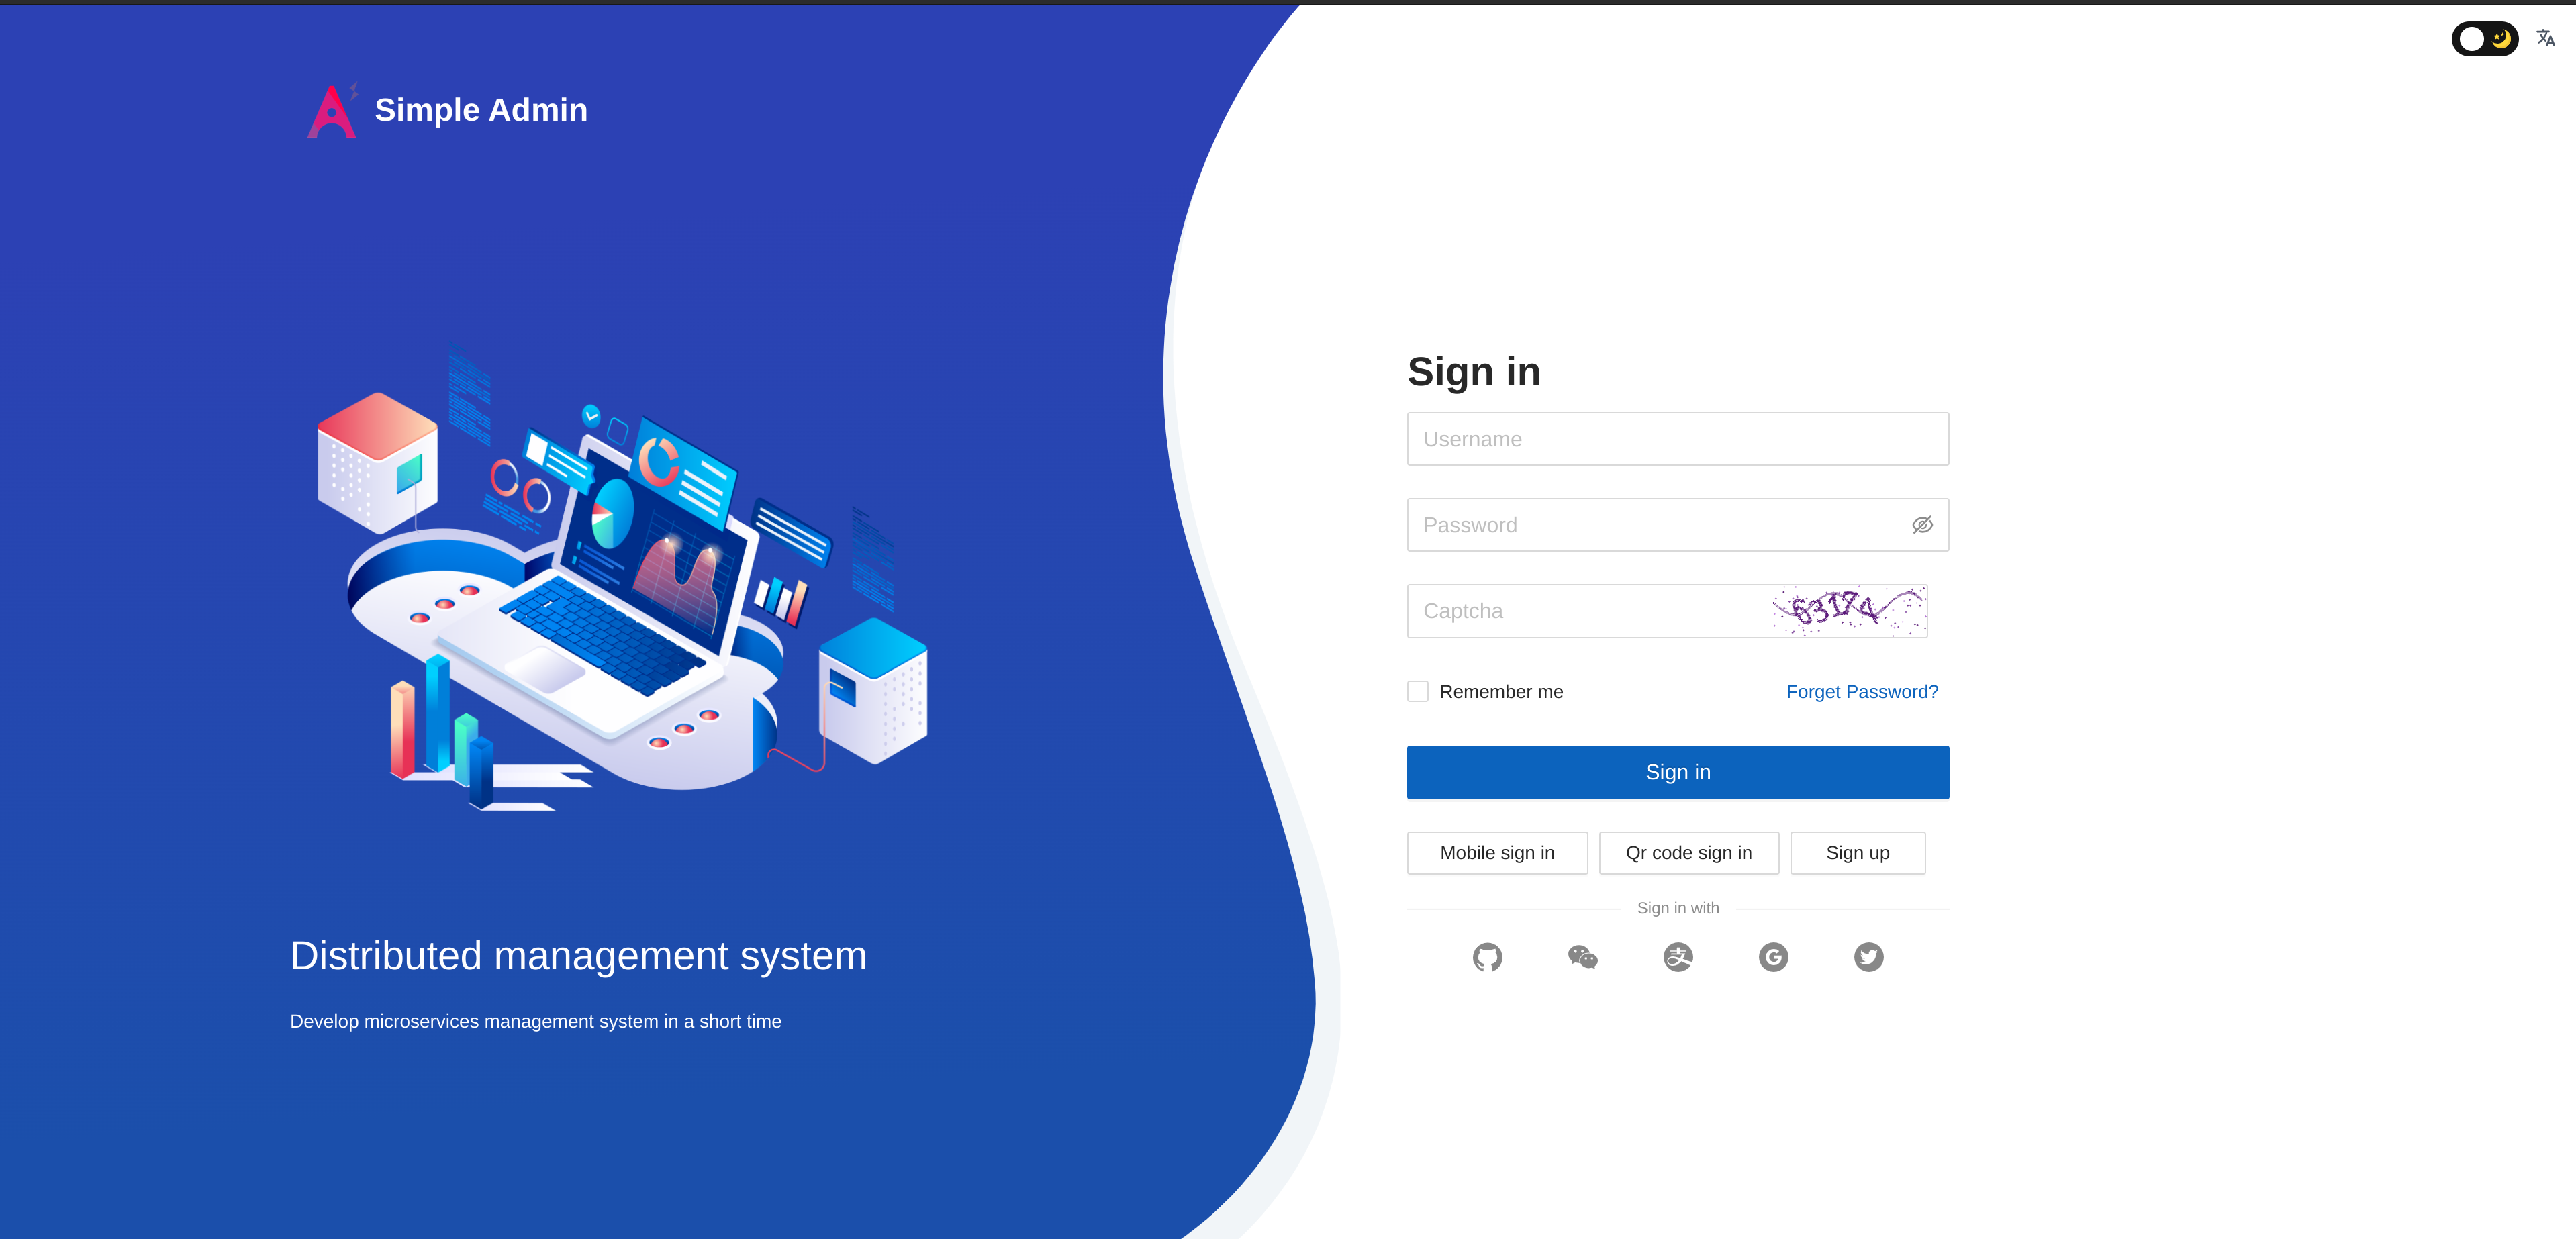 Simple Admin
Distributed management system
Develop microservices management system in a short time
Sign in
Username
Password
Captcha
Remember me Forget Password?
Sign in
Mobile sign in Qr code sign in Sign up
Sign in with